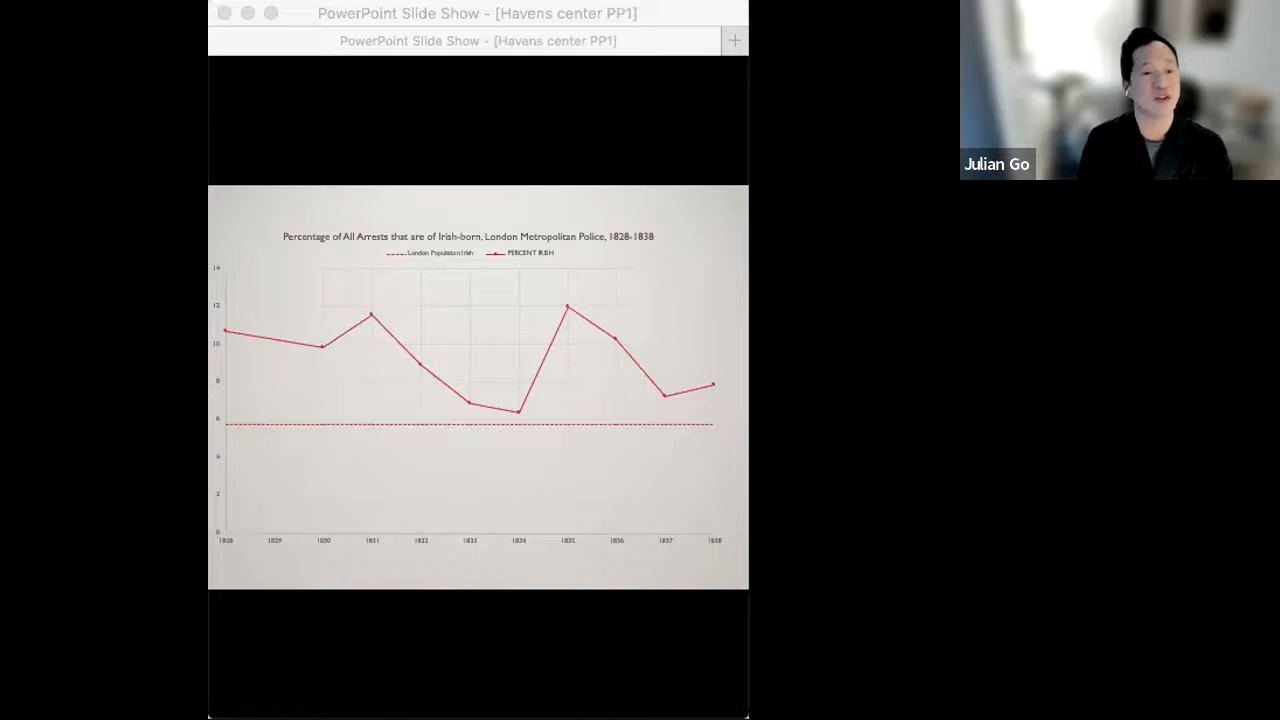 PowerPoint Slide Show - [Havens center PP1]
PowerPoint Slide Show - [Havens center PP1]
+
Julian Go
Percentage of All Arrests that are of Irish-born, London Metropolitan Police, 1828-1838
London Population Irish PERCENT IRISH
14
12
10
8
6
4
2
0
1828 1829 1830 1831 1832 1833 1834 1835 1836 1837 1838